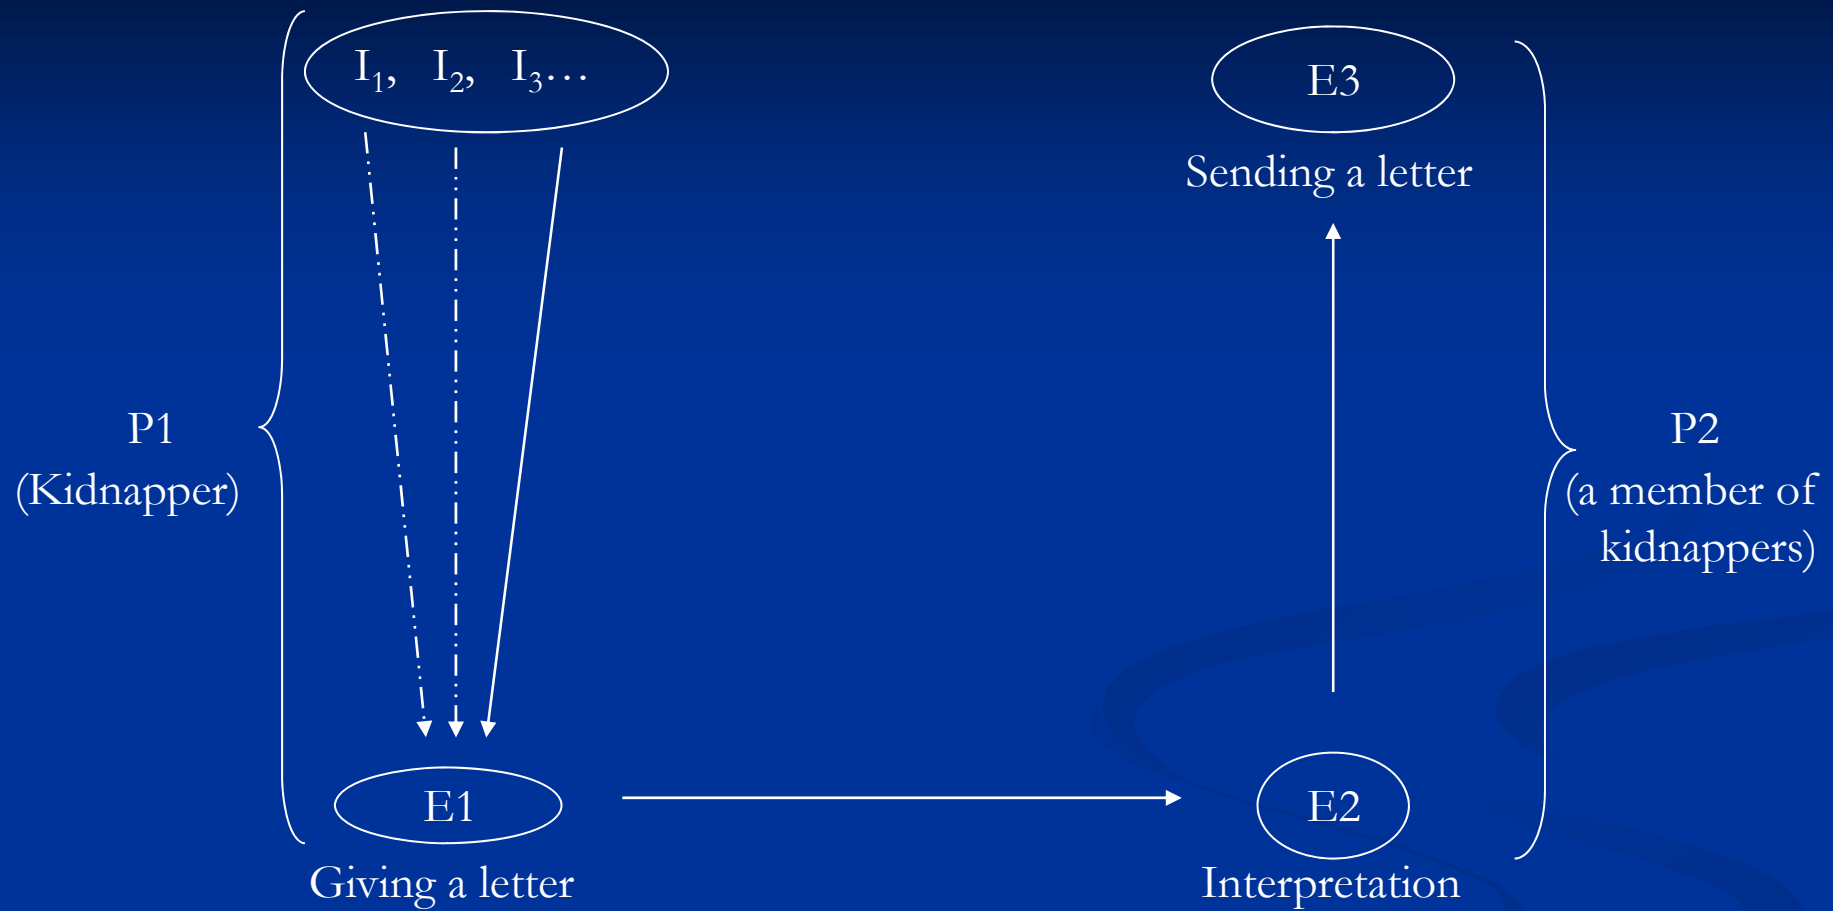 I₁, I₂, I₃…
E3
Sending a letter
P1
(Kidnapper)
P2
(a member of
kidnappers)
E1
Giving a letter
E2
Interpretation